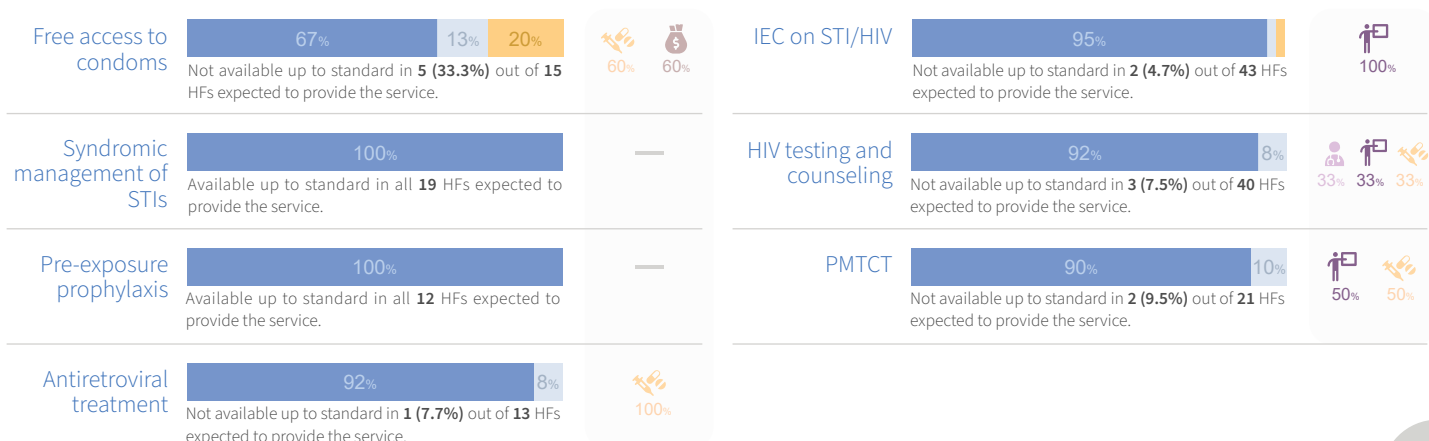 Free access to
condoms
67%
13%
20%
Not available up to standard in 5 (33.3%) out of 15
HFs expected to provide the service.
60%
60%
Syndromic
management of
STIs
100%
Available up to standard in all 19 HFs expected to
provide the service.
Pre-exposure
prophylaxis
100%
Available up to standard in all 12 HFs expected to
provide the service.
Antiretroviral
treatment
92%
8%
Not available up to standard in 1 (7.7%) out of 13 HFs
expected to provide the service.
100%
IEC on STI/HIV
95%
Not available up to standard in 2 (4.7%) out of 43 HFs
expected to provide the service.
100%
HIV testing and
counseling
92%
8%
Not available up to standard in 3 (7.5%) out of 40 HFs
expected to provide the service.
33%
33%
33%
PMTCT
90%
10%
Not available up to standard in 2 (9.5%) out of 21 HFs
expected to provide the service.
50%
50%